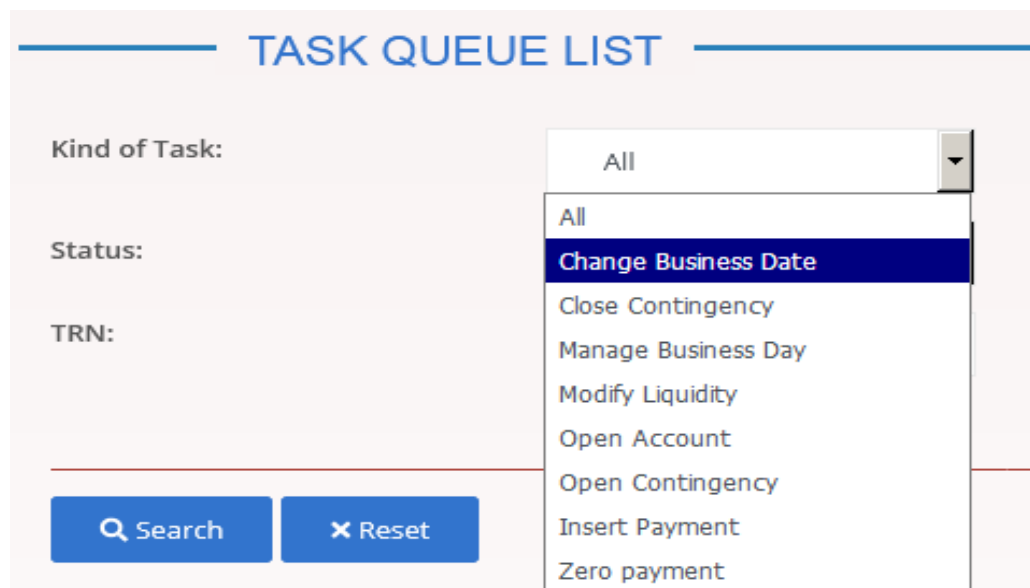 TASK QUEUE LIST
Kind of Task:
All
All
Status:
Change Business Date
Close Contingency
TRN:
Manage Business Day
Modify Liquidity
Open Account
Open Contingency
Search
Reset
Insert Payment
Zero payment